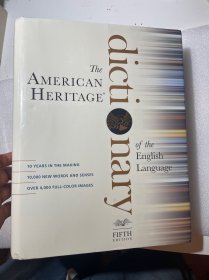 The
AMERICAN
HERITAGE®
dictionary
of the
English
Language
10 YEARS IN THE MAKING
10,000 NEW WORDS AND SENSES
OVER 4,000 FULL-COLOR IMAGES
FIFTH
EDITION